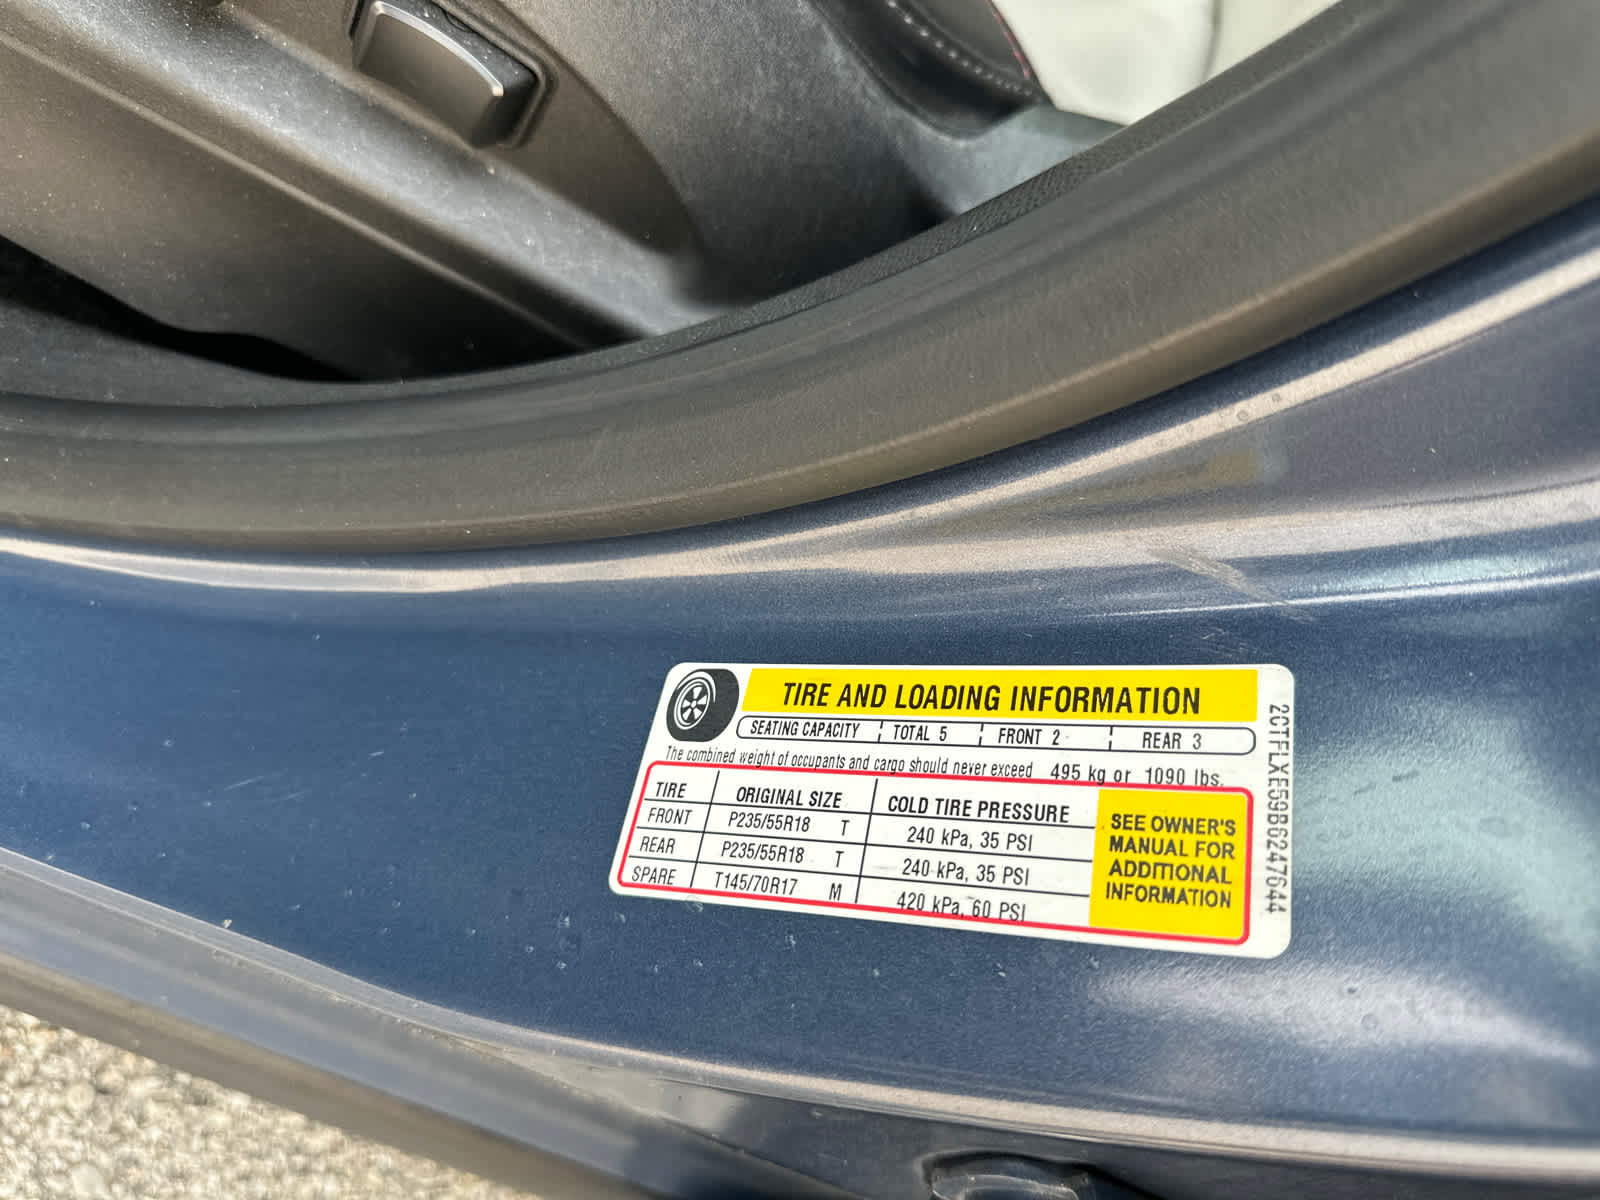 TIRE AND LOADING INFORMATION
SEATING CAPACITY TOTAL 5 FRONT 2 REAR 3
The combined weight of occupants and cargo should never exceed 495 kg or 1090 lbs.
TIRE ORIGINAL SIZE COLD TIRE PRESSURE
FRONT P235/55R18 T 240 kPa, 35 PSI
REAR P235/55R18 T 240 kPa, 35 PSI
SPARE T145/70R17 M 420 kPa, 60 PSI
SEE OWNER'S
MANUAL FOR
ADDITIONAL
INFORMATION
2CTFLXE59B6247644